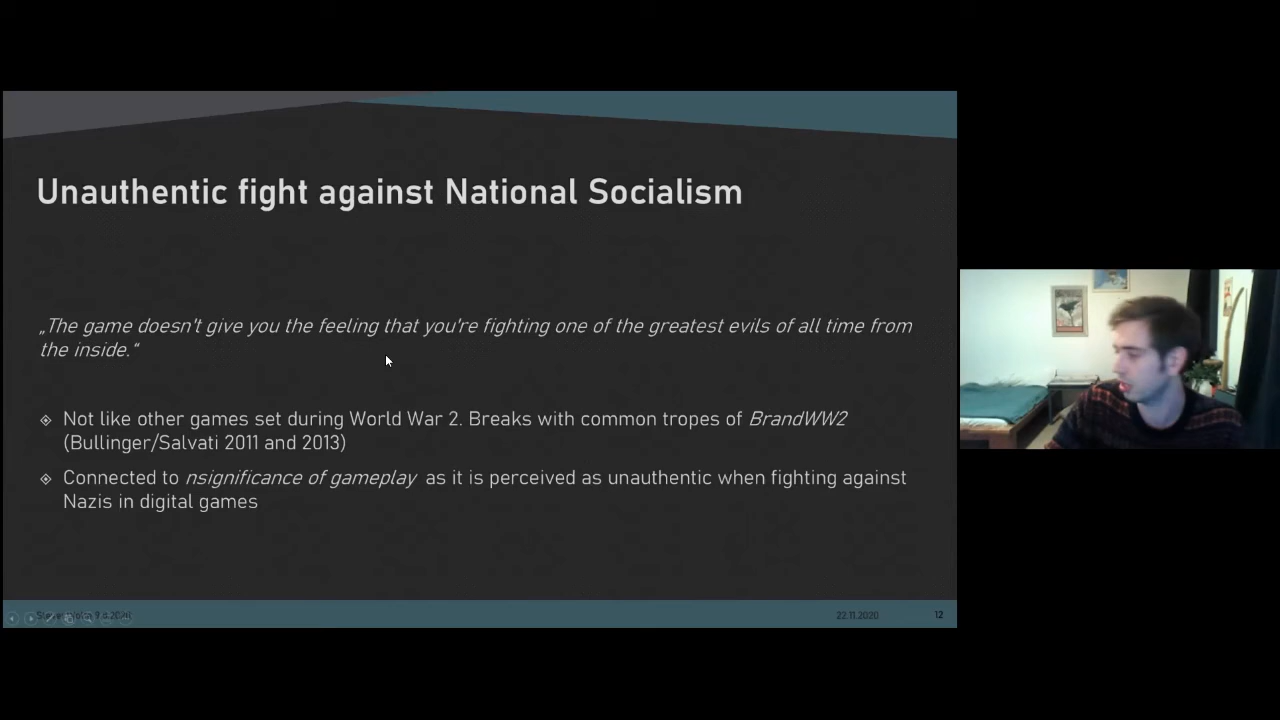 Unauthentic fight against National Socialism
„The game doesn't give you the feeling that you're fighting one of the greatest evils of all time from
the inside.“
Not like other games set during World War 2. Breaks with common tropes of BrandWW2
(Bullinger/Salvati 2011 and 2013)
Connected to nsignificance of gameplay as it is perceived as unauthentic when fighting against
Nazis in digital games
22.11.2020
12